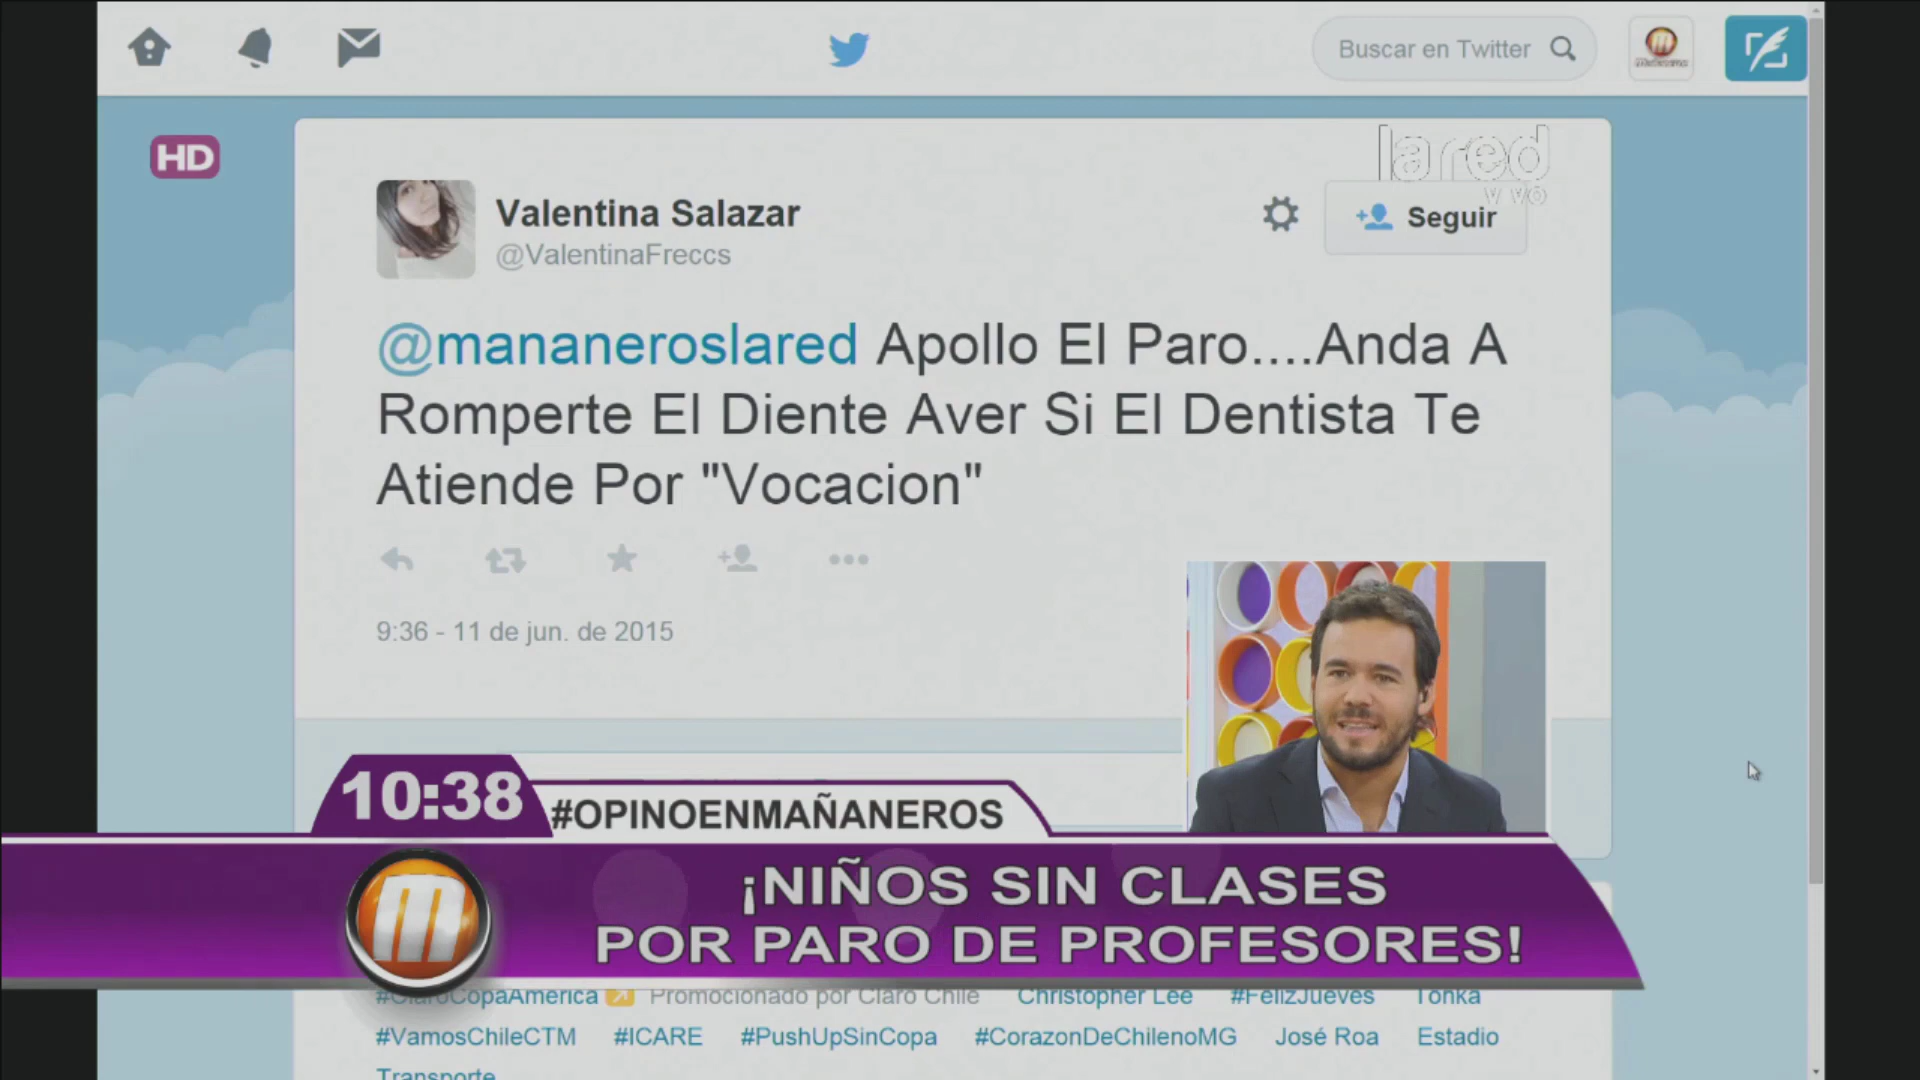 Buscar en Twitter
HD
lared
Valentina Salazar
@ValentinaFreccs
Seguir
@mananeroslared Apollo El Paro....Anda A
Romperte El Diente Aver Si El Dentista Te
Atiende Por "Vocacion"
9:36 - 11 de jun. de 2015
10:38
#OPINOENMAÑANEROS
¡NIÑOS SIN CLASES
POR PARO DE PROFESORES!
#ClaroCopaAmerica Promocionado por Claro Chile Christopher Lee #FelizJueves Tonka
#VamosChileCTM #ICARE #PushUpSinCopa #CorazonDeChilenoMG José Roa Estadio
Transporte